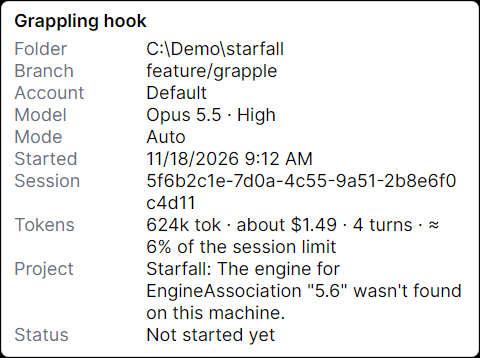 Grappling hook
Folder C:\Demo\starfall
Branch feature/grapple
Account Default
Model Opus 5.5 · High
Mode Auto
Started 11/18/2026 9:12 AM
Session 5f6b2c1e-7d0a-4c55-9a51-2b8e6f0
c4d11
Tokens 624k tok · about $1.49 · 4 turns · ≈
6% of the session limit
Project Starfall: The engine for
EngineAssociation "5.6" wasn't found
on this machine.
Status Not started yet